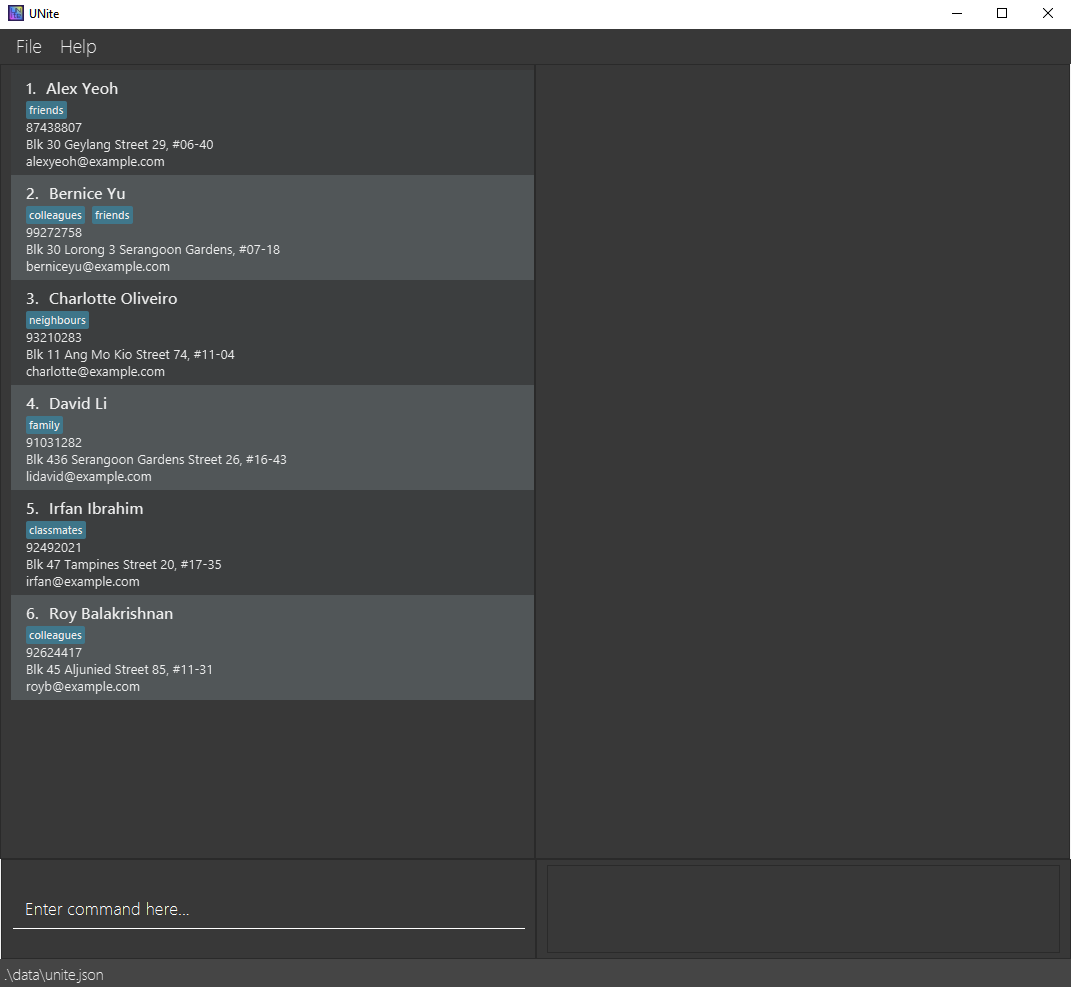 UNite
File Help
1. Alex Yeoh
friends
87438807
Blk 30 Geylang Street 29, #06-40
alexyeoh@example.com
2. Bernice Yu
colleagues friends
99272758
Blk 30 Lorong 3 Serangoon Gardens, #07-18
berniceyu@example.com
3. Charlotte Oliveiro
neighbours
93210283
Blk 11 Ang Mo Kio Street 74, #11-04
charlotte@example.com
4. David Li
family
91031282
Blk 436 Serangoon Gardens Street 26, #16-43
lidavid@example.com
5. Irfan Ibrahim
classmates
92492021
Blk 47 Tampines Street 20, #17-35
irfan@example.com
6. Roy Balakrishnan
colleagues
92624417
Blk 45 Aljunied Street 85, #11-31
royb@example.com
Enter command here...
.\data\unite.json